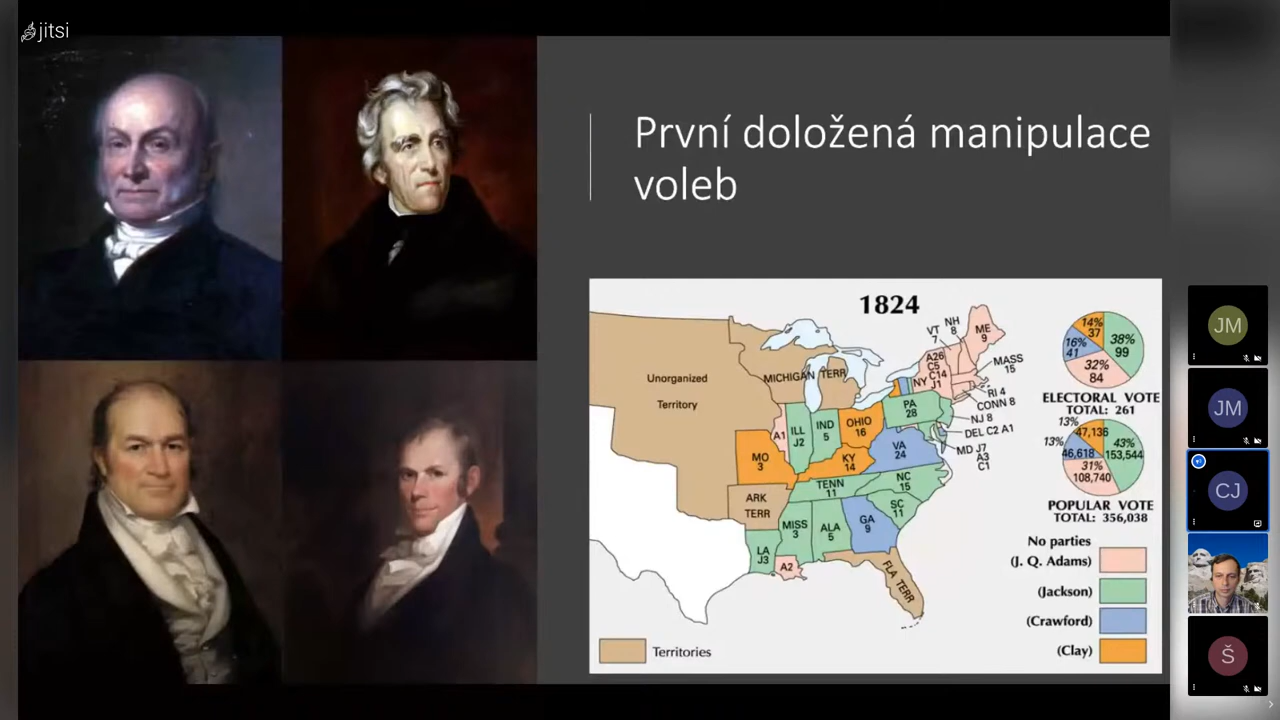 jitsi
První doložená manipulace
voleb
1824
Unorganized
Territory
MICHIGAN TERR
VT
7
NH
8
ME
9
MASS
15
A26
C5
C14
J1
NY
RI 4
CONN 8
NJ 8
DEL C2 A1
MD J7
A3
C1
PA
28
OHIO
16
IND
5
ILL
J2
A1
MO
3
KY
14
VA
24
NC
15
TENN
11
SC
11
ARK
TERR
MISS
3
ALA
5
GA
9
LA
J3
A2
FLA TERR
14%
37
38%
99
16%
41
32%
84
ELECTORAL VOTE
TOTAL: 261
13%
47,136
43%
153,544
13%
46,618
31%
108,740
POPULAR VOTE
TOTAL: 356,038
No parties
(J. Q. Adams)
(Jackson)
(Crawford)
(Clay)
Territories
JM
JM
CJ
Š